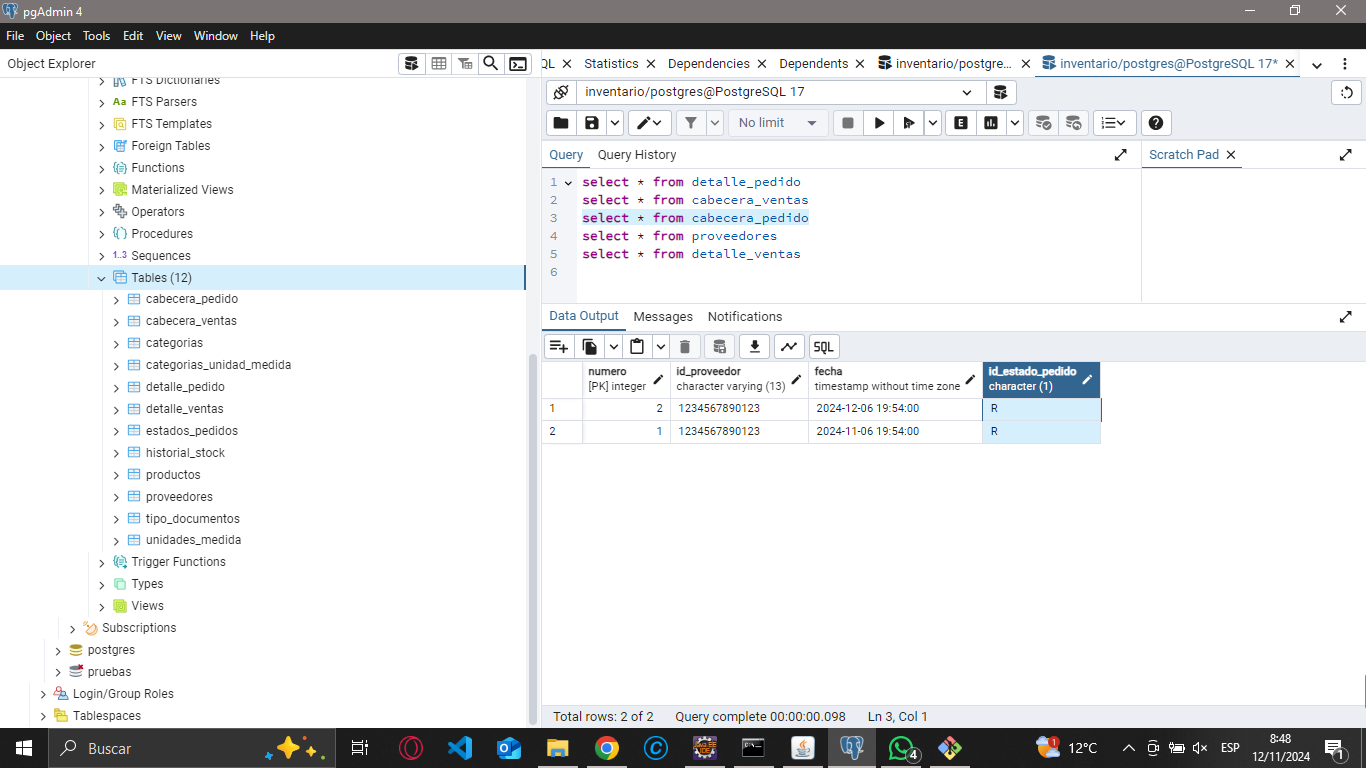 pgAdmin 4
File Object Tools Edit View Window Help
Object Explorer
QL Statistics Dependencies Dependents inventario/postgre... inventario/postgres@PostgreSQL 17*
FTS Dictionaries
Aa FTS Parsers
FTS Templates
Foreign Tables
Functions
Materialized Views
Operators
Procedures
1..3 Sequences
Tables (12)
cabecera_pedido
cabecera_ventas
categorias
categorias_unidad_medida
detalle_pedido
detalle_ventas
estados_pedidos
historial_stock
productos
proveedores
tipo_documentos
unidades_medida
Trigger Functions
Types
Views
Subscriptions
postgres
pruebas
Login/Group Roles
Tablespaces
inventario/postgres@PostgreSQL 17
No limit
E
Query Query History
Scratch Pad
1 select * from detalle_pedido
2 select * from cabecera_ventas
3 select * from cabecera_pedido
4 select * from proveedores
5 select * from detalle_ventas
6
Data Output Messages Notifications
SQL
numero id_proveedor fecha id_estado_pedido
[PK] integer character varying (13) timestamp without time zone character (1)
1 2 1234567890123 2024-12-06 19:54:00 R
2 1 1234567890123 2024-11-06 19:54:00 R
Total rows: 2 of 2 Query complete 00:00:00.098 Ln 3, Col 1
Buscar
4
1
12°C
ESP
8:48
12/11/2024
1